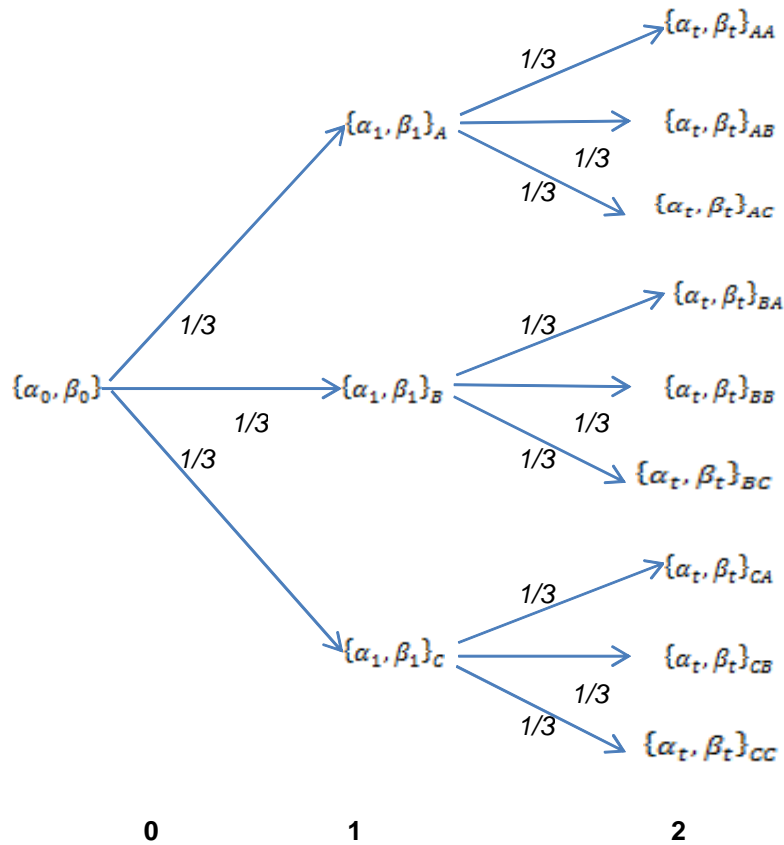 {α_t, β_t}_AA
1/3
{α_1, β_1}_A
{α_t, β_t}_AB
1/3
1/3
{α_t, β_t}_AC
{α_t, β_t}_BA
1/3
1/3
{α_0, β_0}
{α_1, β_1}_B
{α_t, β_t}_BB
1/3
1/3
1/3
1/3
{α_t, β_t}_BC
{α_t, β_t}_CA
1/3
{α_1, β_1}_C
{α_t, β_t}_CB
1/3
1/3
{α_t, β_t}_CC
0 1 2